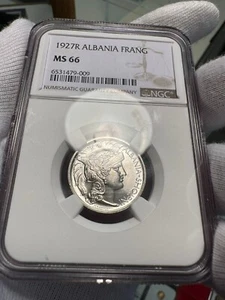 1927R ALBANIA FRANG
MS 66
6531479-009
NUMISMATIC GUARANTY COMPANY
NGC